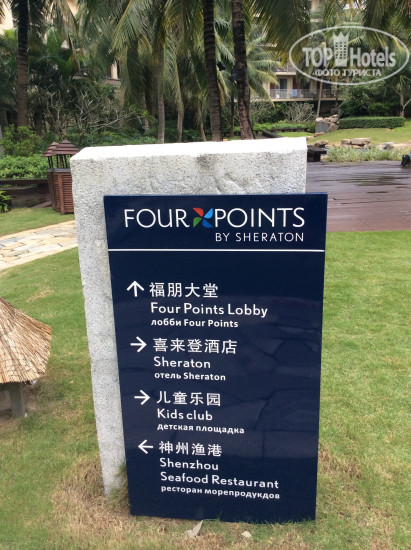 TOPHotels
ФОТО ТУРИСТА
FOUR POINTS
BY SHERATON
福朋大堂
Four Points Lobby
лобби Four Points
喜来登酒店
Sheraton
отель Sheraton
儿童乐园
Kids club
детская площадка
神州渔港
Shenzhou
Seafood Restaurant
ресторан морепродуктов